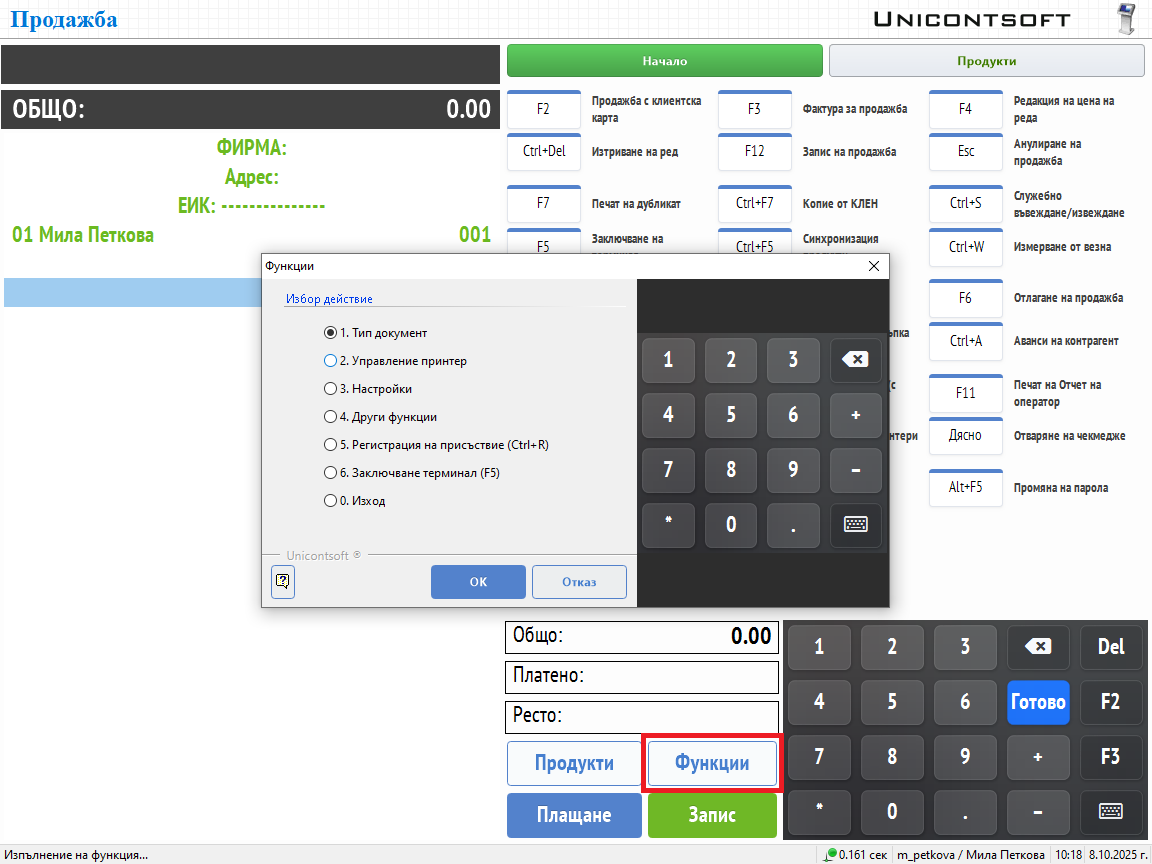 Продажба
UNICONTSOFT
Начало
Продукти
ОБЩО: 0.00
ФИРМА:
Адрес:
ЕИК: ---------------
01 Мила Петкова 001
F2
Продажба с клиентска
карта
F3
Фактура за продажба
F4
Редакция на цена на
реда
Ctrl+Del
Изтриване на ред
F12
Запис на продажба
Esc
Анулиране на
продажба
F7
Печат на дубликат
Ctrl+F7
Копие от КЛЕН
Ctrl+S
Служебно
въвеждане/извеждане
F5
Заключване на
Ctrl+F5
Синхронизация
Ctrl+W
Измерване от везна
F6
Отлагане на продажба
Ctrl+A
Аванси на контрагент
F11
Печат на Отчет на
оператор
Дясно
Отваряне на чекмедже
Alt+F5
Промяна на парола
Функции
Избор действие
1. Тип документ
2. Управление принтер
3. Настройки
4. Други функции
5. Регистрация на присъствие (Ctrl+R)
6. Заключване терминал (F5)
0. Изход
Unicontsoft ®
OK
Отказ
1 2 3
4 5 6 +
7 8 9 –
* 0 .
Общо: 0.00
Платено:
Ресто:
Продукти
Функции
Плащане
Запис
1 2 3 Del
4 5 6 Готово F2
7 8 9 + F3
* 0 . –
Изпълнение на функция...
0.161 сек
m_petkova / Мила Петкова
10:18
8.10.2025 г.